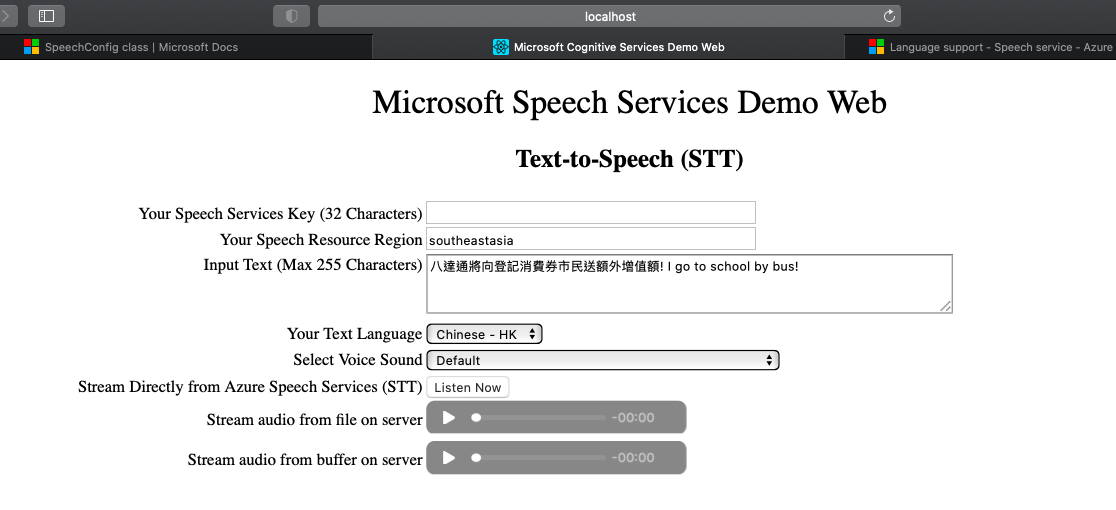 localhost
SpeechConfig class | Microsoft Docs
Microsoft Cognitive Services Demo Web
Language support - Speech service - Azure
Microsoft Speech Services Demo Web
Text-to-Speech (STT)
Your Speech Services Key (32 Characters)
Your Speech Resource Region southeastasia
Input Text (Max 255 Characters) 八達通將向登記消費券市民送額外增值額! I go to school by bus!
Your Text Language Chinese - HK
Select Voice Sound Default
Stream Directly from Azure Speech Services (STT) Listen Now
Stream audio from file on server -00:00
Stream audio from buffer on server -00:00